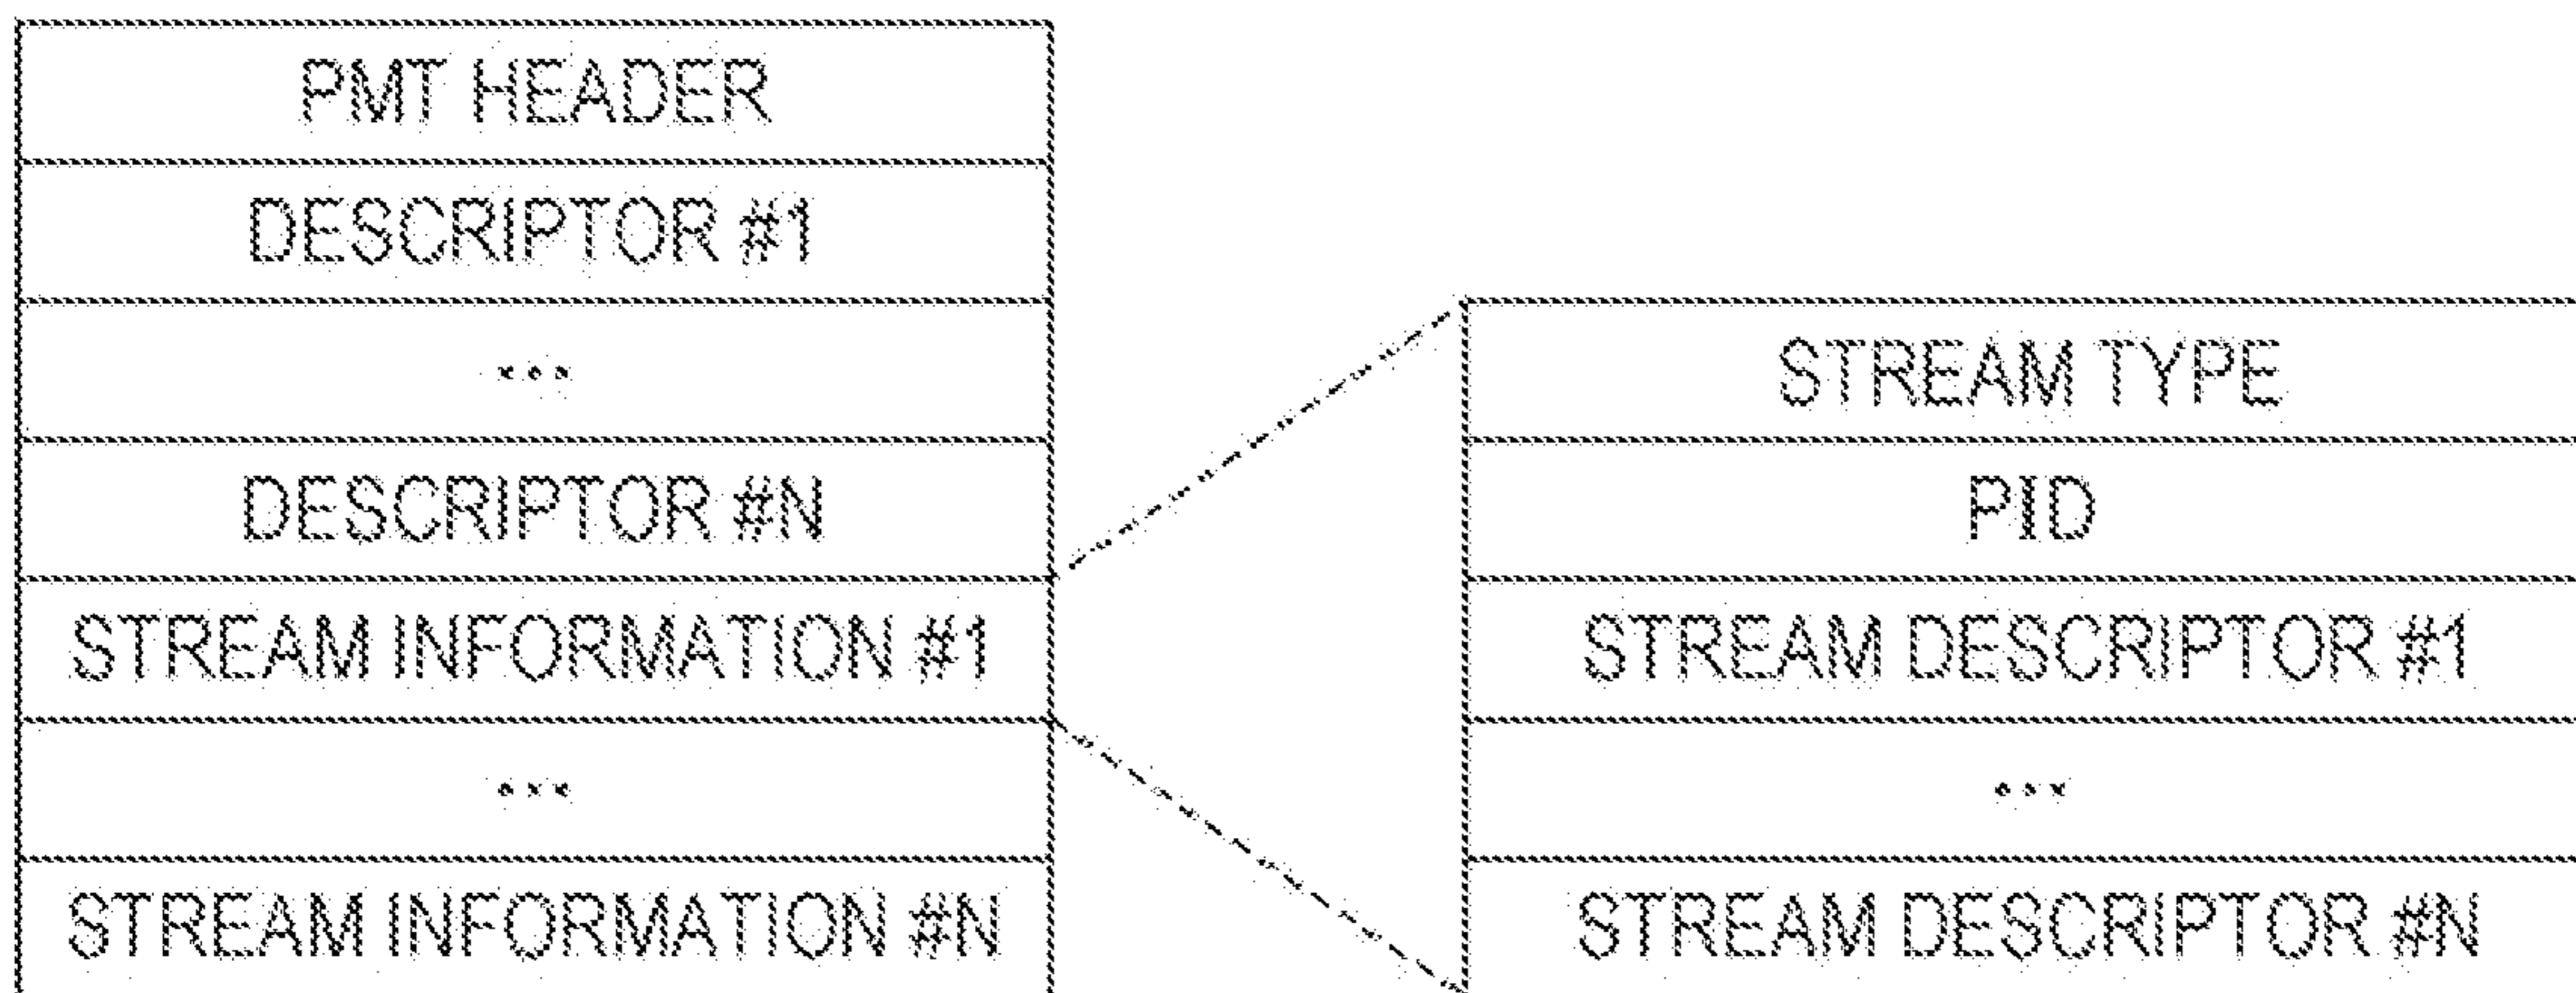 PMT HEADER
DESCRIPTOR #1
...
DESCRIPTOR #N
STREAM INFORMATION #1
...
STREAM INFORMATION #N
STREAM TYPE
PID
STREAM DESCRIPTOR #1
...
STREAM DESCRIPTOR #N